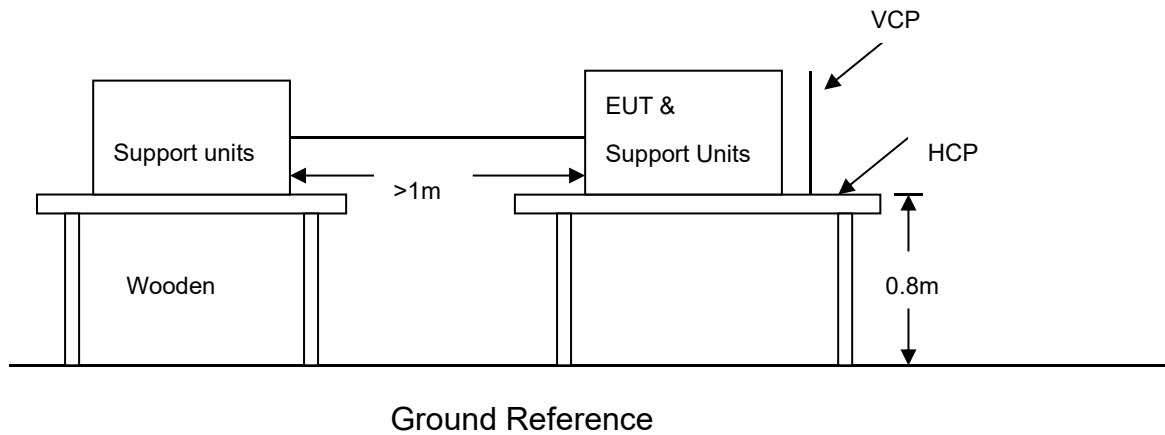 VCP
EUT &
Support units
Support Units
HCP
>1m
Wooden
0.8m
Ground Reference